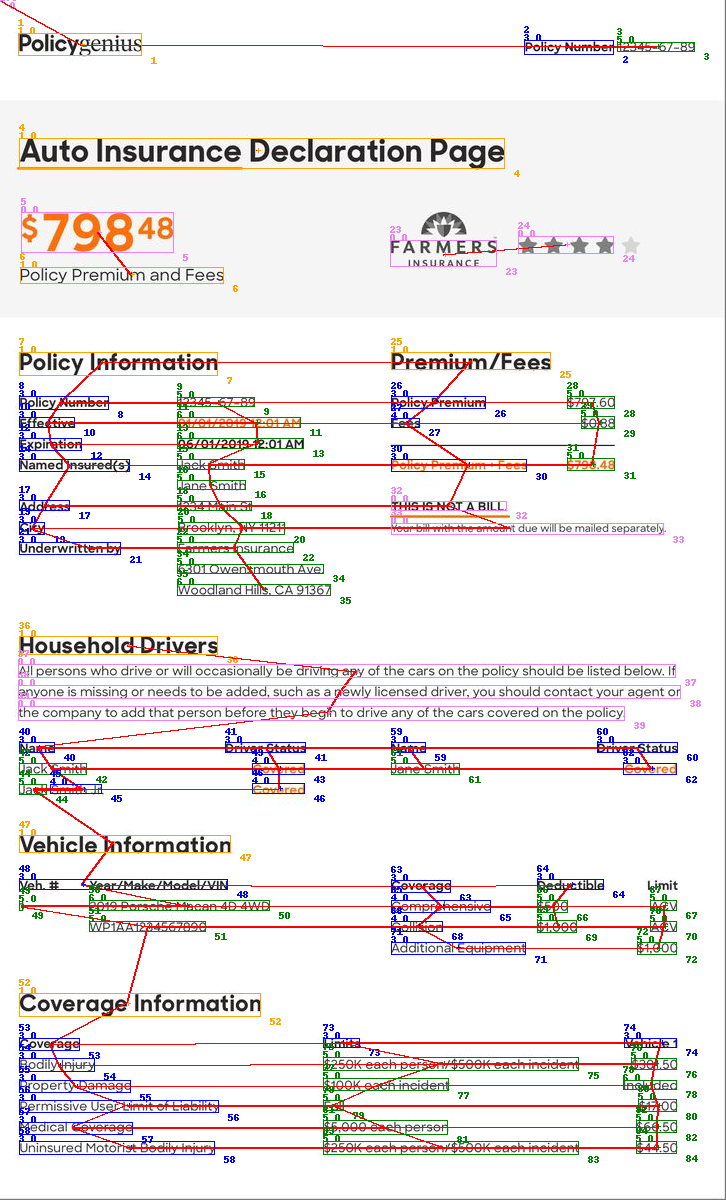 Policygenius
Policy Number 12345-67-89
Auto Insurance Declaration Page
$798 48
Policy Premium and Fees
FARMERS
INSURANCE
Policy Information
Policy Number 12345-67-89
Effective 06/01/2019 12:01 AM
Expiration 06/01/2019 12:01 AM
Named Insured(s) Jack Smith
Jane Smith
Address 1234 Main St
City Brooklyn, NY 11211
Underwritten by Farmers Insurance
6301 Owensmouth Ave.
Woodland Hills, CA 91367
Premium/Fees
Policy Premium $797.60
Fees $0.88
Policy Premium + Fees $798.48
THIS IS NOT A BILL
Your bill with the amount due will be mailed separately.
Household Drivers
All persons who drive or will occasionally be driving any of the cars on the policy should be listed below. If
anyone is missing or needs to be added, such as a newly licensed driver, you should contact your agent or
the company to add that person before they begin to drive any of the cars covered on the policy
Name Driver Status Name Driver Status
Jack Smith Covered Jane Smith Covered
Jack Smith Jr Covered
Vehicle Information
Veh. # Year/Make/Model/VIN
2019 Porsche Macan 4D 4WD
Coverage Deductible Limit
Comprehensive $500 ACV
Collision $1,000 ACV
Additional Equipment $1,000
Coverage Information
Coverage Limits Vehicle 1
Bodily Injury $250K each person/$500K each incident
Property Damage $100K each incident Included
Permissive User Limit of Liability
Medical Coverage $5,000 each person
Uninsured Motorist Bodily Injury $250K each person/$500K each incident $44.50